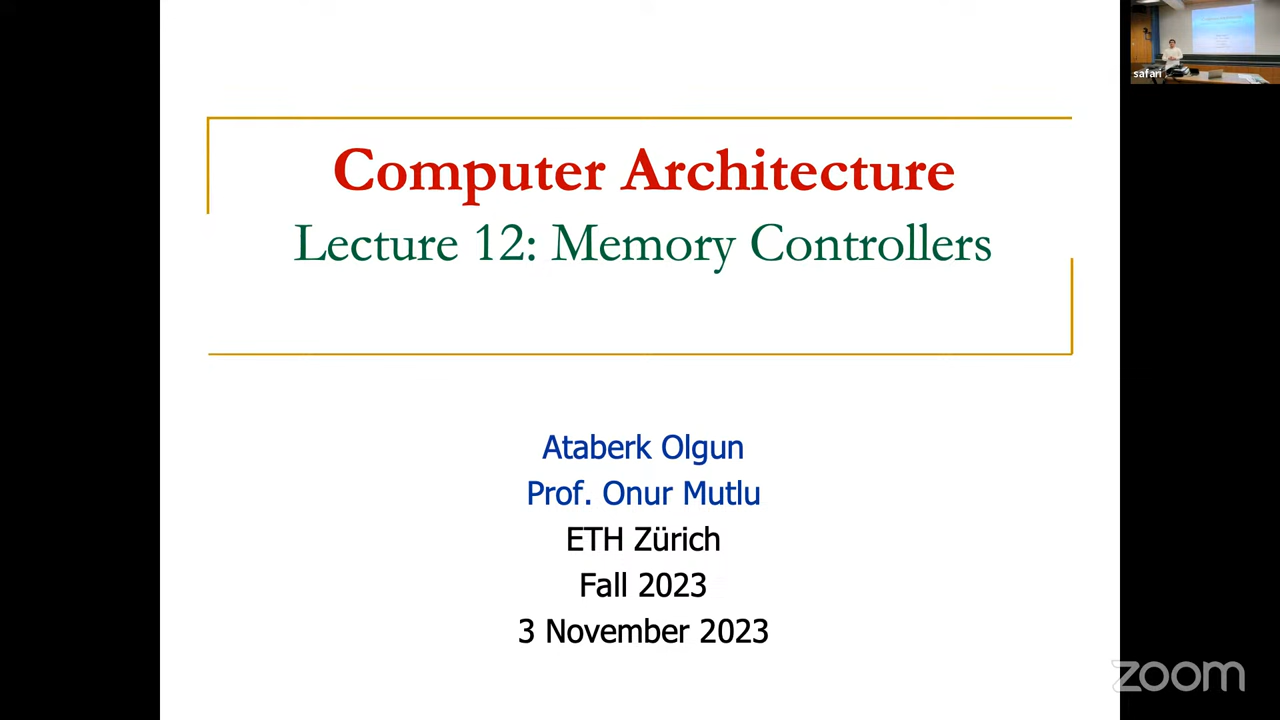 Computer Architecture
Lecture 12: Memory Controllers
Ataberk Olgun
Prof. Onur Mutlu
ETH Zürich
Fall 2023
3 November 2023
safari
zoom